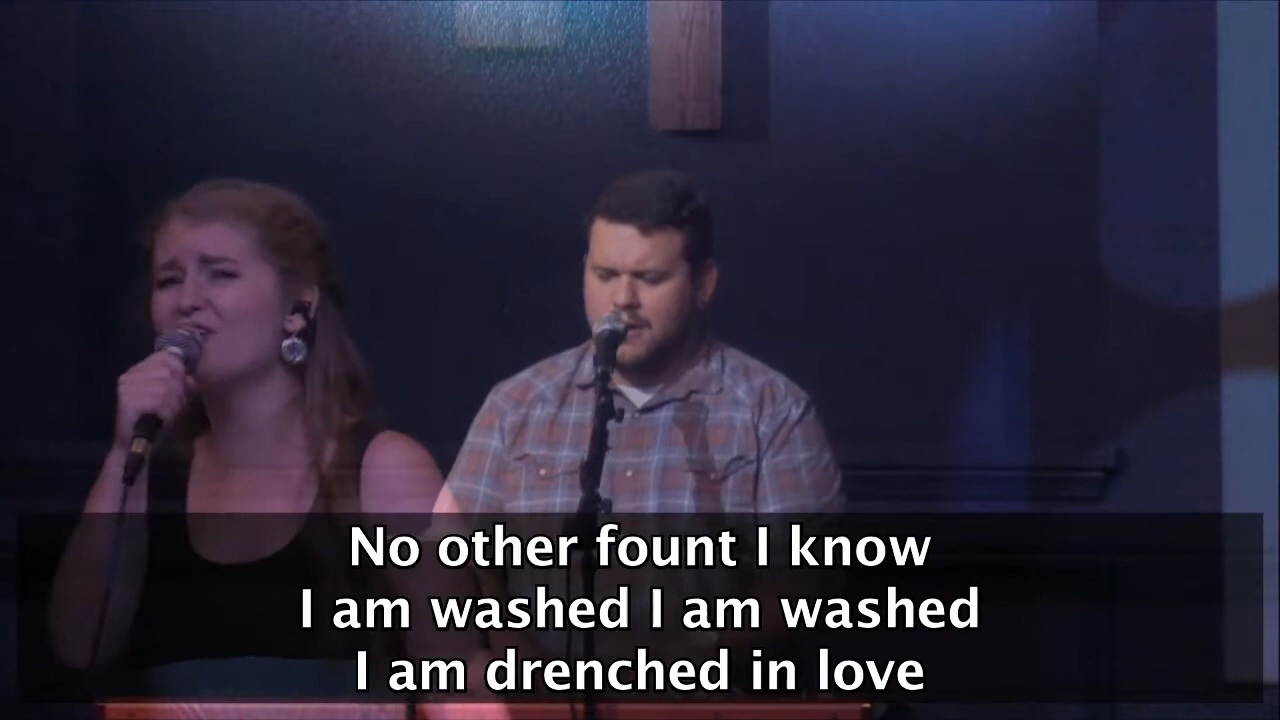 No other fount I know
I am washed I am washed
I am drenched in love